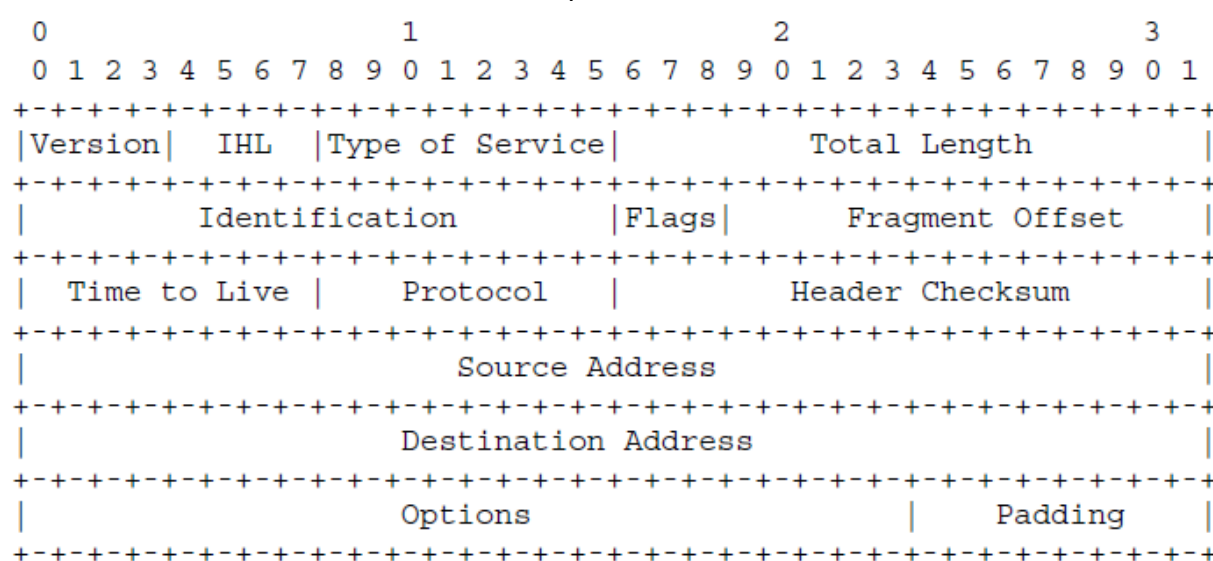 0                   1                   2                   3
0 1 2 3 4 5 6 7 8 9 0 1 2 3 4 5 6 7 8 9 0 1 2 3 4 5 6 7 8 9 0 1
+-+-+-+-+-+-+-+-+-+-+-+-+-+-+-+-+-+-+-+-+-+-+-+-+-+-+-+-+-+-+-+-+
|Version|  IHL  |Type of Service|          Total Length         |
+-+-+-+-+-+-+-+-+-+-+-+-+-+-+-+-+-+-+-+-+-+-+-+-+-+-+-+-+-+-+-+-+
|         Identification        |Flags|      Fragment Offset    |
+-+-+-+-+-+-+-+-+-+-+-+-+-+-+-+-+-+-+-+-+-+-+-+-+-+-+-+-+-+-+-+-+
|  Time to Live |    Protocol   |         Header Checksum       |
+-+-+-+-+-+-+-+-+-+-+-+-+-+-+-+-+-+-+-+-+-+-+-+-+-+-+-+-+-+-+-+-+
|                       Source Address                          |
+-+-+-+-+-+-+-+-+-+-+-+-+-+-+-+-+-+-+-+-+-+-+-+-+-+-+-+-+-+-+-+-+
|                    Destination Address                        |
+-+-+-+-+-+-+-+-+-+-+-+-+-+-+-+-+-+-+-+-+-+-+-+-+-+-+-+-+-+-+-+-+
|                    Options                    |    Padding    |
+-+-+-+-+-+-+-+-+-+-+-+-+-+-+-+-+-+-+-+-+-+-+-+-+-+-+-+-+-+-+-+-+